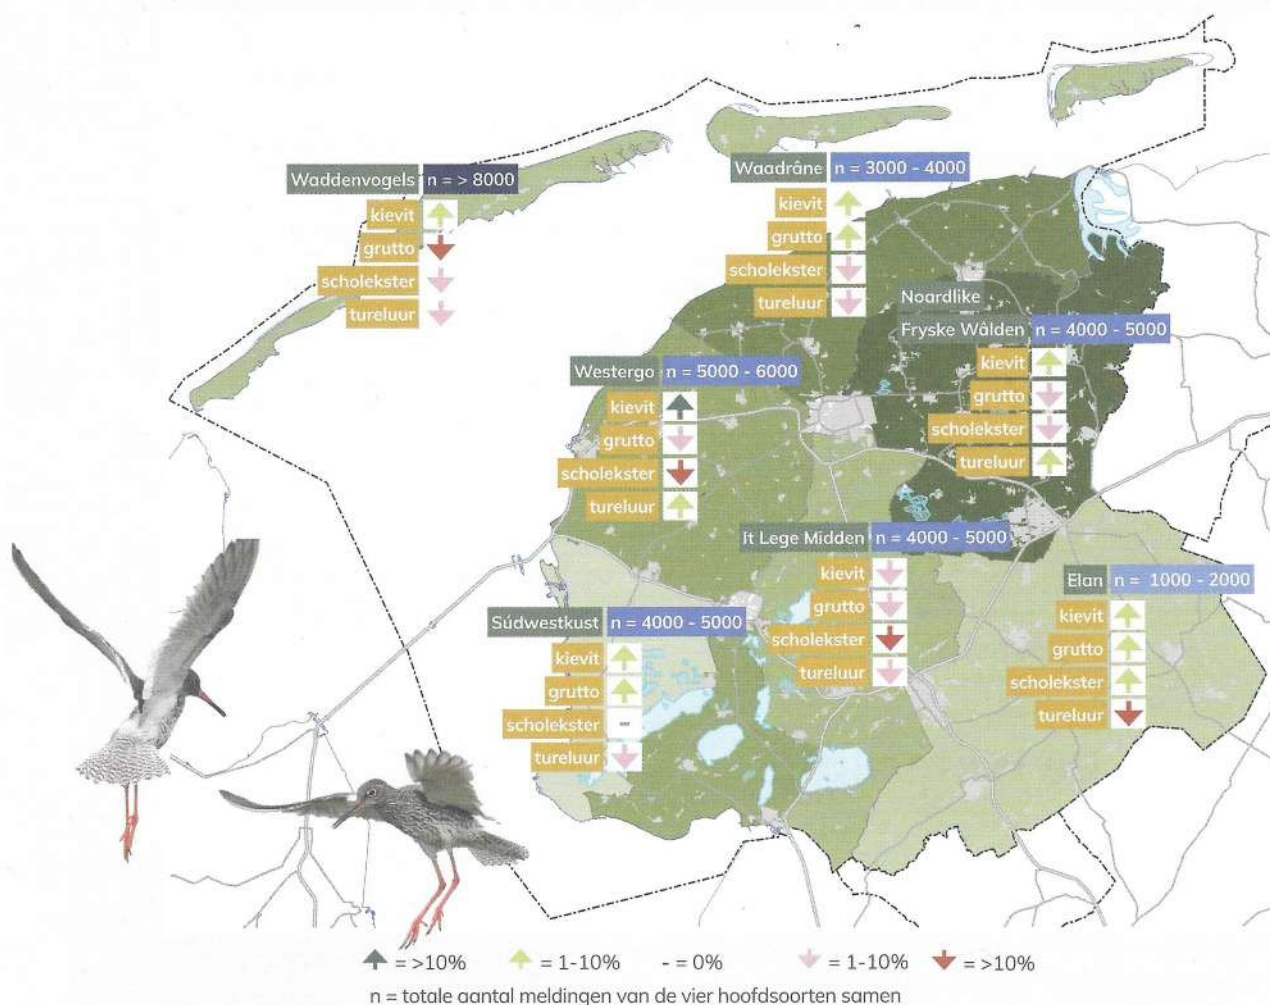 Waddenvogels n = > 8000
kievit
grutto
scholekster
tureluur
Waadrâne n = 3000 - 4000
kievit
grutto
scholekster
tureluur
Noardlike
Fryske Wâlden n = 4000 - 5000
kievit
grutto
scholekster
tureluur
Westergo n = 5000 - 6000
kievit
grutto
scholekster
tureluur
It Lege Midden n = 4000 - 5000
kievit
grutto
scholekster
tureluur
Elan n = 1000 - 2000
kievit
grutto
scholekster
tureluur
Súdwestkust n = 4000 - 5000
kievit
grutto
scholekster -
tureluur
= >10% = 1-10% - = 0% = 1-10% = >10%
n = totale aantal meldingen van de vier hoofdsoorten samen